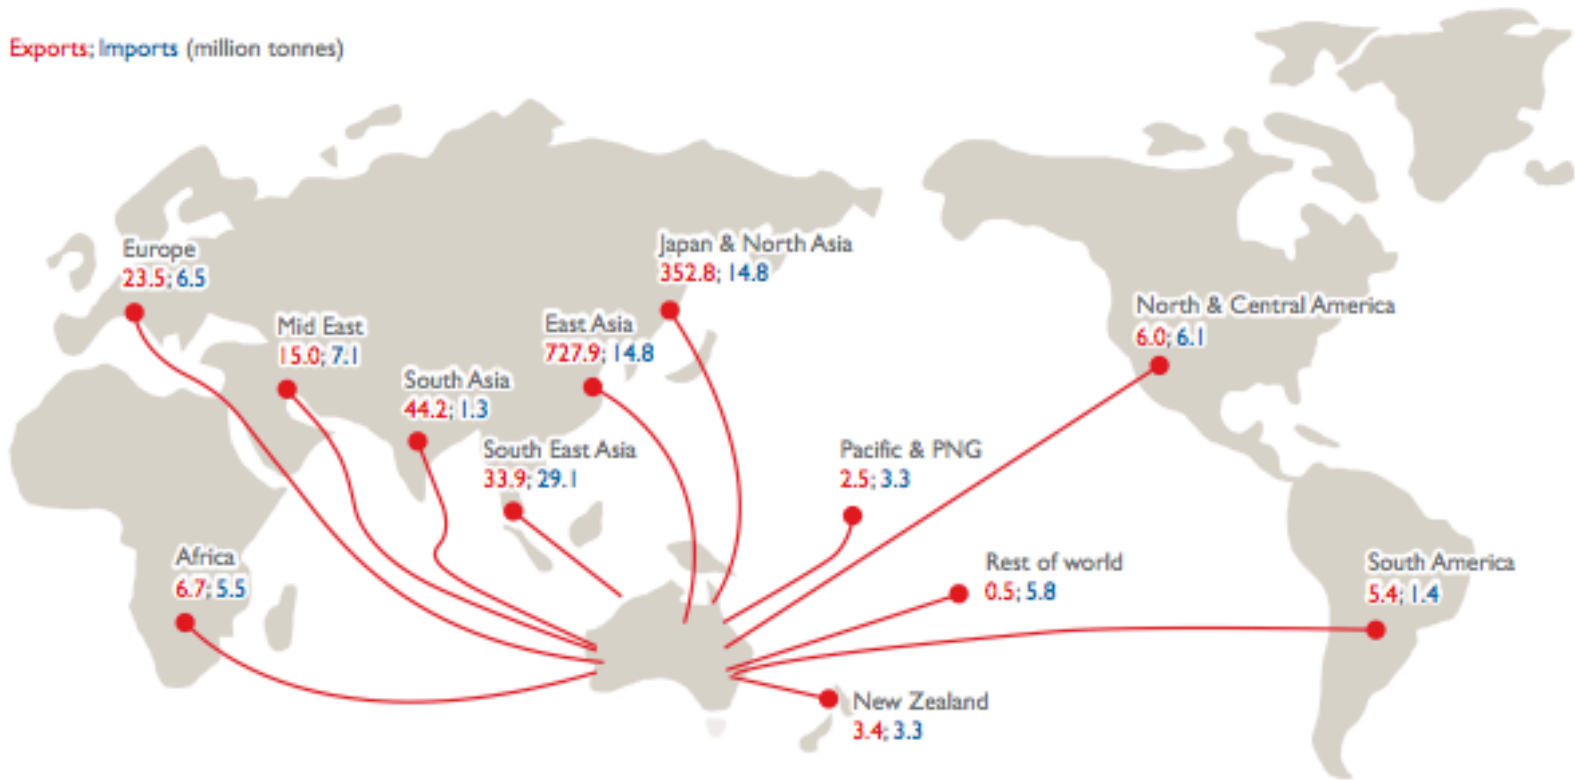 Exports; Imports (million tonnes)
Europe
23.5; 6.5
Japan & North Asia
352.8; 14.8
North & Central America
6.0; 6.1
Mid East
15.0; 7.1
East Asia
727.9; 14.8
South Asia
44.2; 1.3
South East Asia
33.9; 29.1
Pacific & PNG
2.5; 3.3
Africa
6.7; 5.5
Rest of world
0.5; 5.8
South America
5.4; 1.4
New Zealand
3.4; 3.3